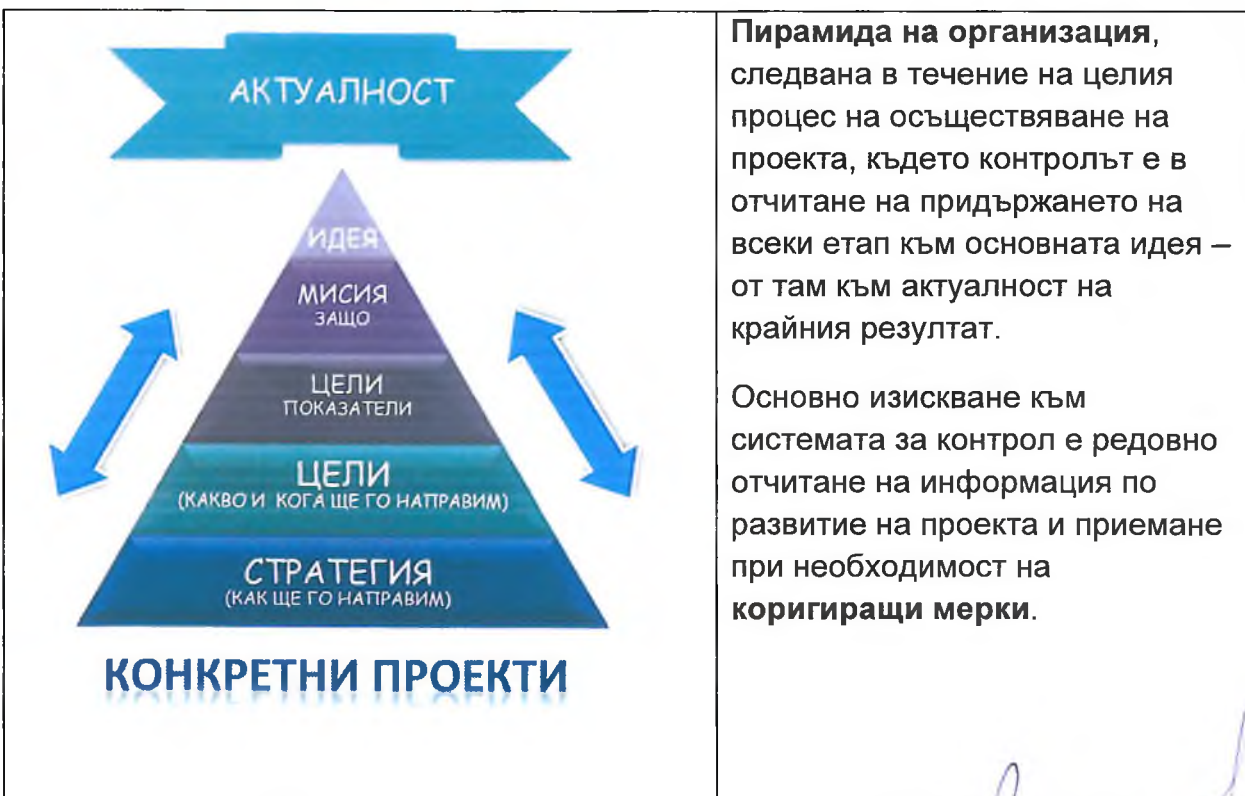 АКТУАЛНОСТ
ИДЕЯ
МИСИЯ
ЗАЩО
ЦЕЛИ
ПОКАЗАТЕЛИ
ЦЕЛИ
(КАКВО И КОГА ЩЕ ГО НАПРАВИМ)
СТРАТЕГИЯ
(КАК ЩЕ ГО НАПРАВИМ)
КОНКРЕТНИ ПРОЕКТИ
Пирамида на организация,
следвана в течение на целия
процес на осъществяване на
проекта, където контролът е в
отчитане на придържането на
всеки етап към основната идея –
от там към актуалност на
крайния резултат.
Основно изискване към
системата за контрол е редовно
отчитане на информация по
развитие на проекта и приемане
при необходимост на
коригиращи мерки.